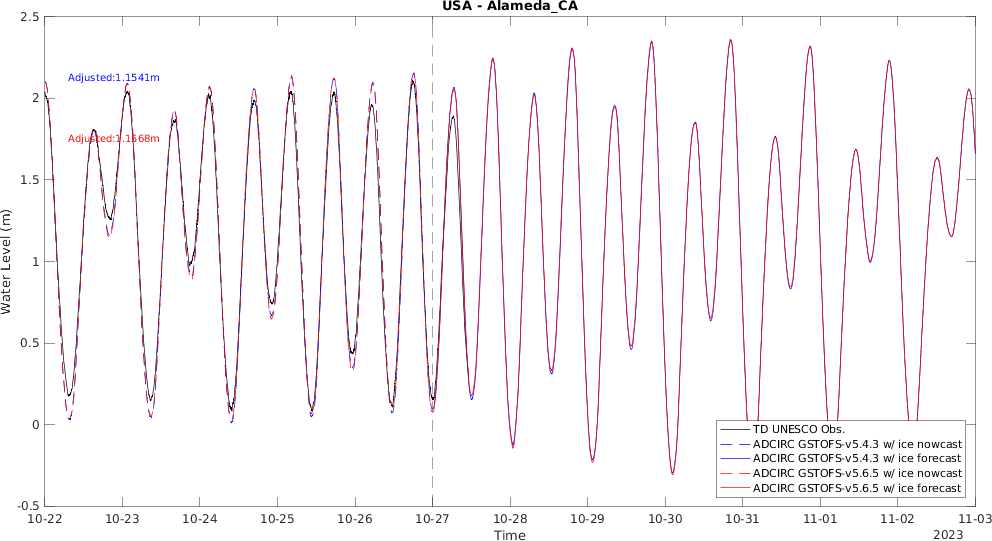 USA - Alameda_CA
2.5
2
1.5
1
0.5
0
-0.5
Water Level (m)
Adjusted:1.1541m
Adjusted:1.1568m
TD UNESCO Obs.
ADCIRC GSTOFS-v5.4.3 w/ ice nowcast
ADCIRC GSTOFS-v5.4.3 w/ ice forecast
ADCIRC GSTOFS-v5.6.5 w/ ice nowcast
ADCIRC GSTOFS-v5.6.5 w/ ice forecast
10-22 10-23 10-24 10-25 10-26 10-27 10-28 10-29 10-30 10-31 11-01 11-02 11-03
Time
2023